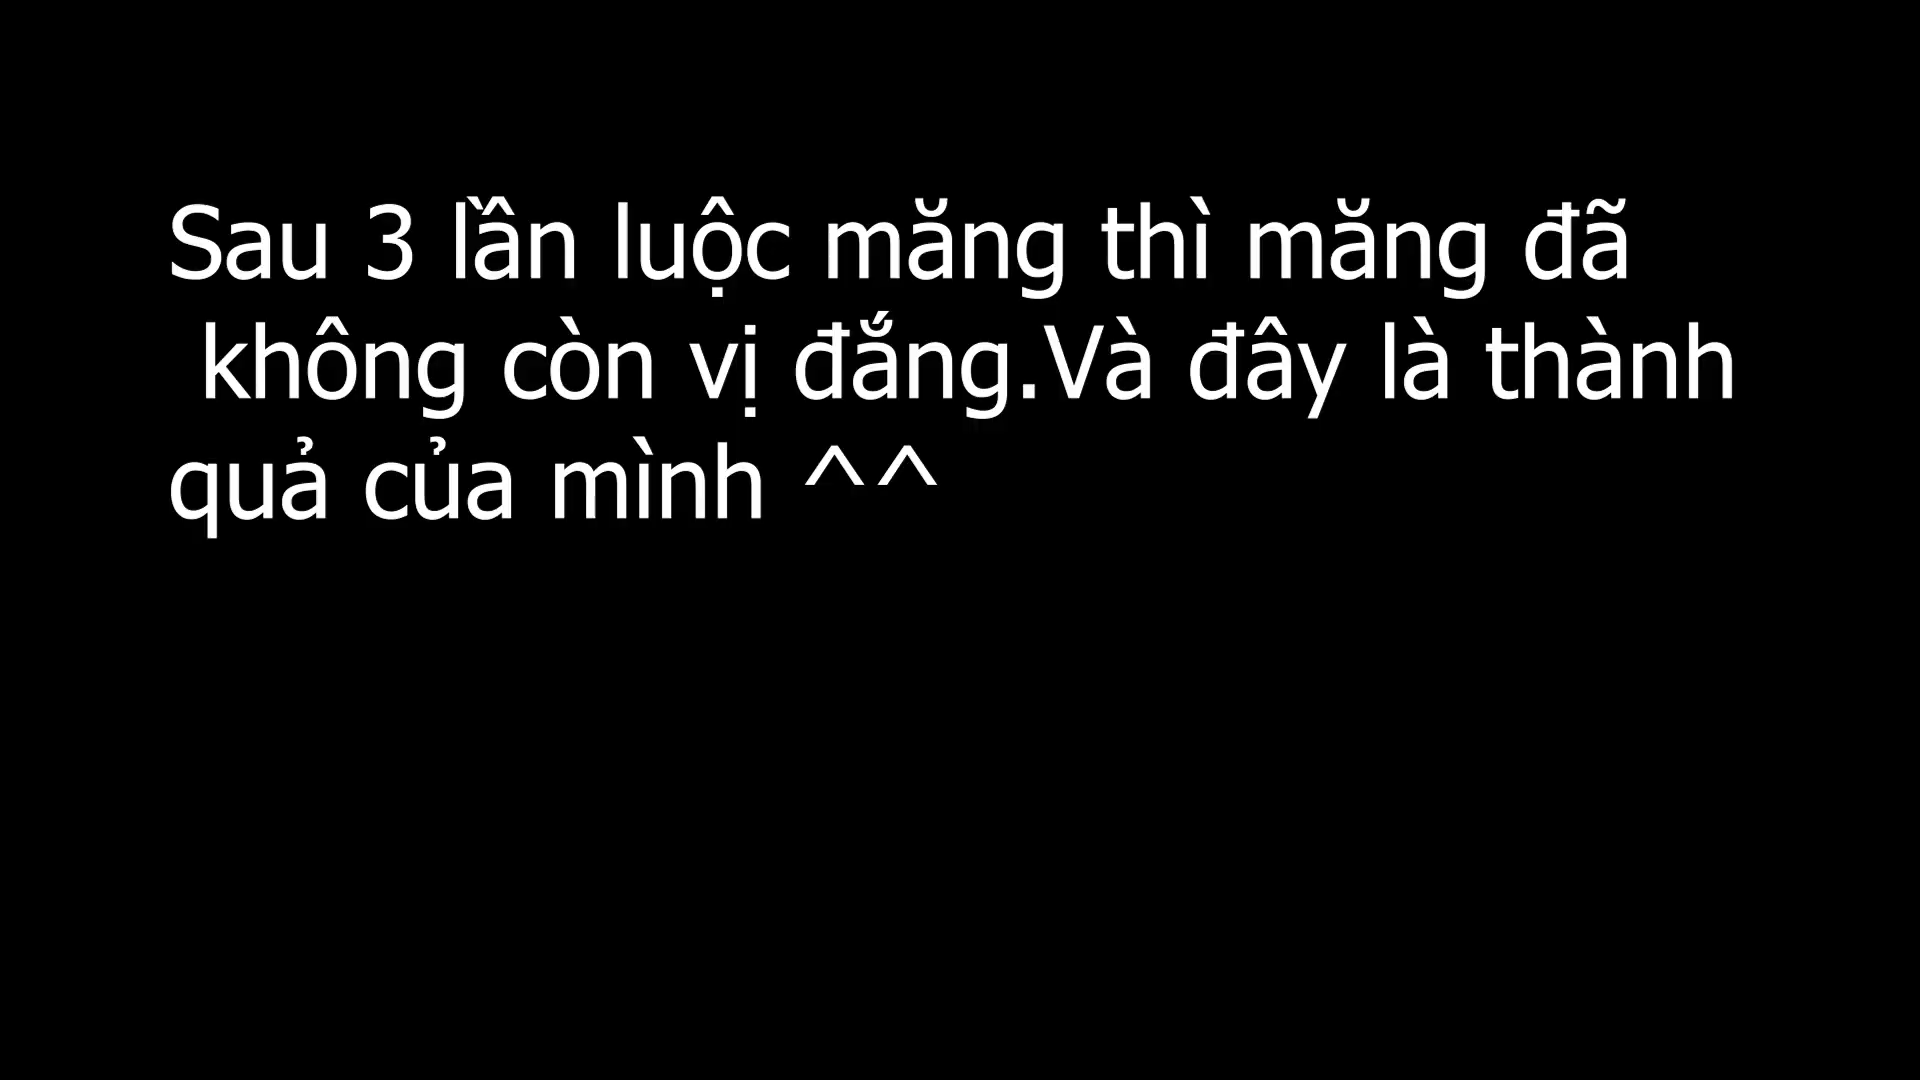 Sau 3 lần luộc măng thì măng đã
không còn vị đắng.Và đây là thành
quả của mình ^^